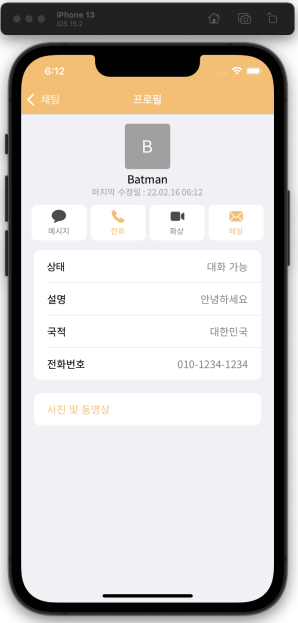 iPhone 13
iOS 15.2
6:12
채팅
프로필
B
Batman
마지막 수정일 : 22.02.16 06:12
메시지 전화 화상 메일
상태 대화 가능
설명 안녕하세요
국적 대한민국
전화번호 010-1234-1234
사진 및 동영상